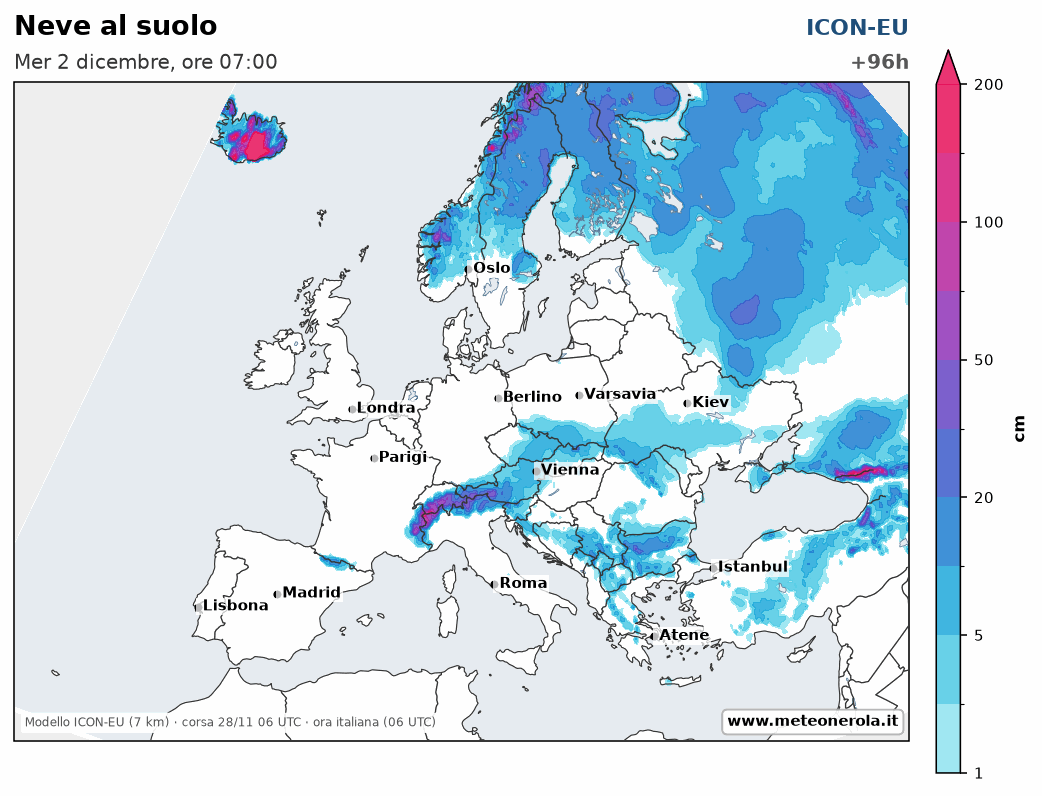 Neve al suolo
ICON-EU
Mer 2 dicembre, ore 07:00
+96h
200
100
50
20
5
1
cm
Oslo
Londra
Berlino
Varsavia
Kiev
Parigi
Vienna
Istanbul
Roma
Madrid
Lisbona
Atene
Modello ICON-EU (7 km) · corsa 28/11 06 UTC · ora italiana (06 UTC)
www.meteonerola.it